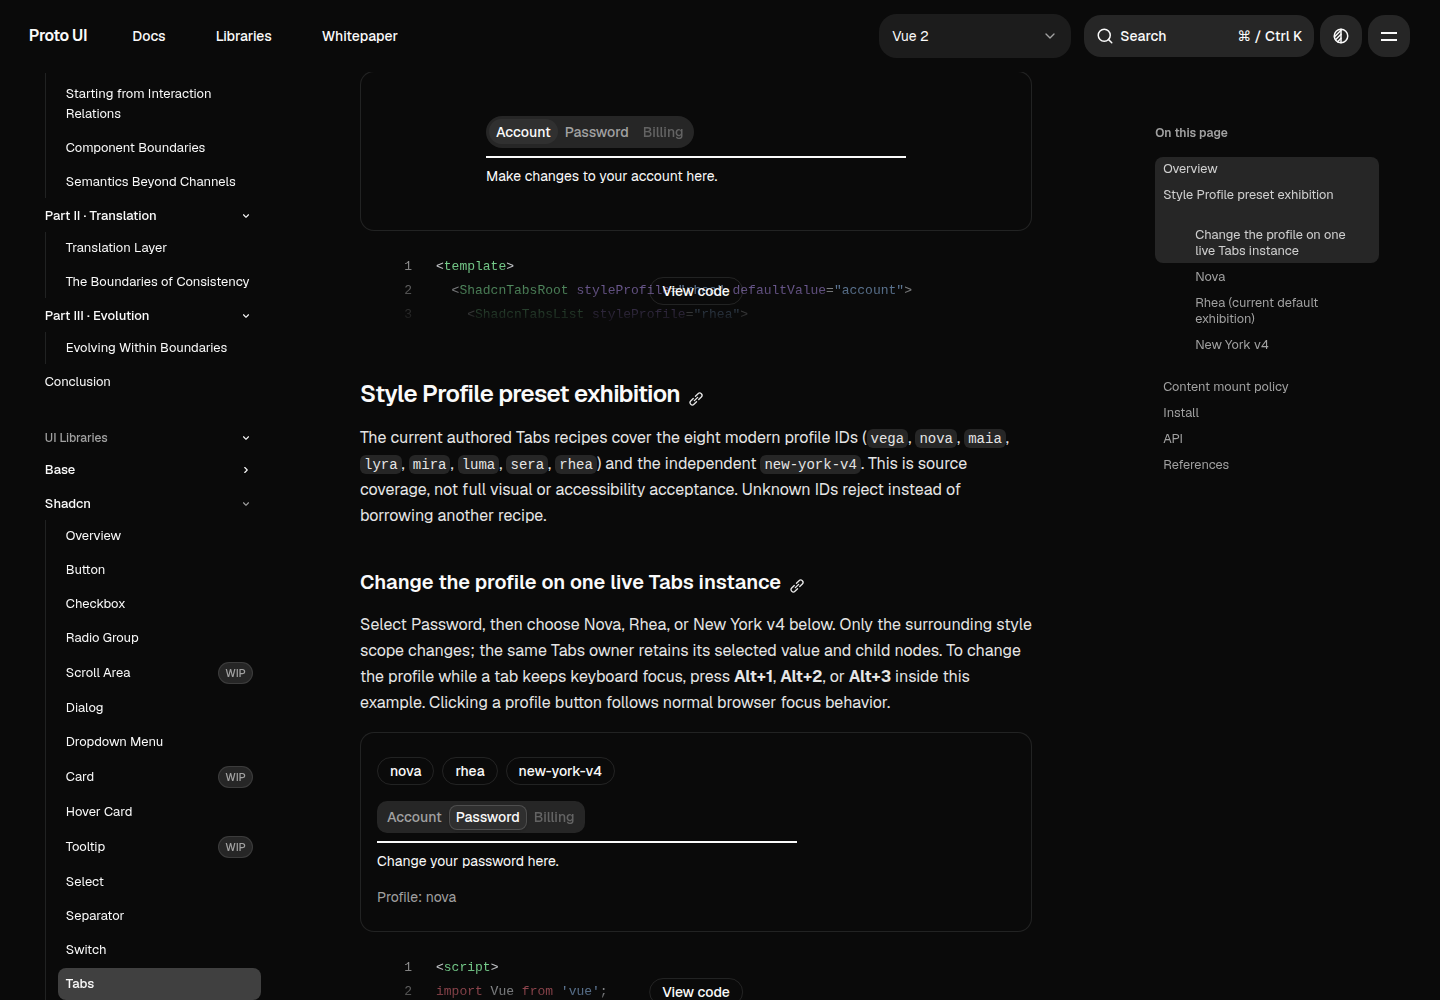 Proto UI
Docs
Libraries
Whitepaper
Vue 2
Search
⌘ / Ctrl K
Starting from Interaction
Relations
Component Boundaries
Semantics Beyond Channels
Part II · Translation
Translation Layer
The Boundaries of Consistency
Part III · Evolution
Evolving Within Boundaries
Conclusion
UI Libraries
Base
Shadcn
Overview
Button
Checkbox
Radio Group
Scroll Area
WIP
Dialog
Dropdown Menu
Card
WIP
Hover Card
Tooltip
WIP
Select
Separator
Switch
Tabs
Account
Password
Billing
Make changes to your account here.
1 <template>
2 <ShadcnTabsRoot styleProfile="rhea" defaultValue="account">
View code
3 <ShadcnTabsList styleProfile="rhea">
Style Profile preset exhibition
The current authored Tabs recipes cover the eight modern profile IDs (vega, nova, maia,
lyra, mira, luma, sera, rhea) and the independent new-york-v4. This is source
coverage, not full visual or accessibility acceptance. Unknown IDs reject instead of
borrowing another recipe.
Change the profile on one live Tabs instance
Select Password, then choose Nova, Rhea, or New York v4 below. Only the surrounding style
scope changes; the same Tabs owner retains its selected value and child nodes. To change
the profile while a tab keeps keyboard focus, press Alt+1, Alt+2, or Alt+3 inside this
example. Clicking a profile button follows normal browser focus behavior.
nova
rhea
new-york-v4
Account
Password
Billing
Change your password here.
Profile: nova
1 <script>
2 import Vue from 'vue';
View code
On this page
Overview
Style Profile preset exhibition
Change the profile on one
live Tabs instance
Nova
Rhea (current default
exhibition)
New York v4
Content mount policy
Install
API
References